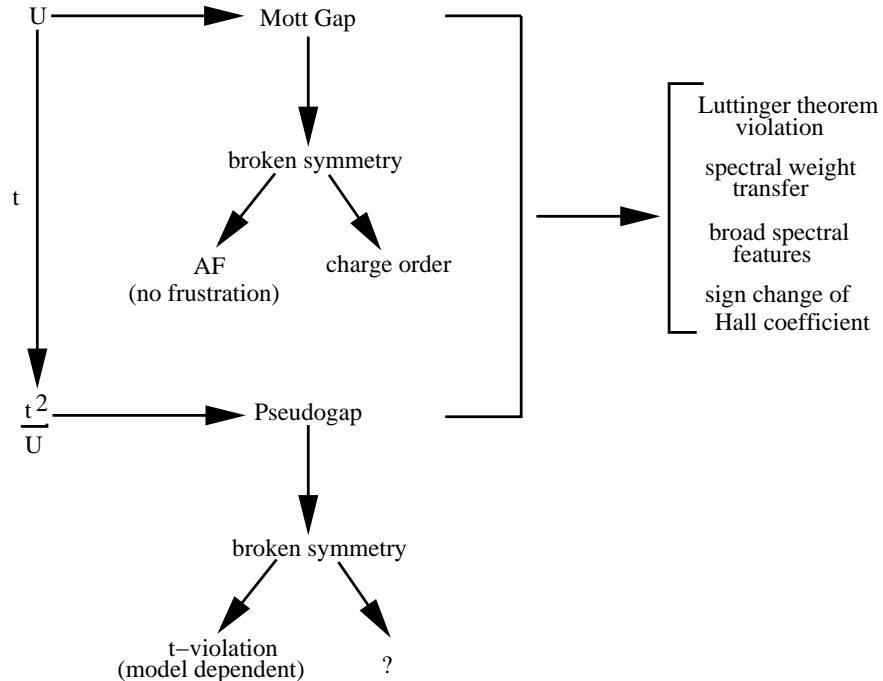 U
Mott Gap
broken symmetry
AF
(no frustration)
charge order
t
t 2
U
Pseudogap
broken symmetry
t−violation
(model dependent)
?
Luttinger theorem
violation
spectral weight
transfer
broad spectral
features
sign change of
Hall coefficient